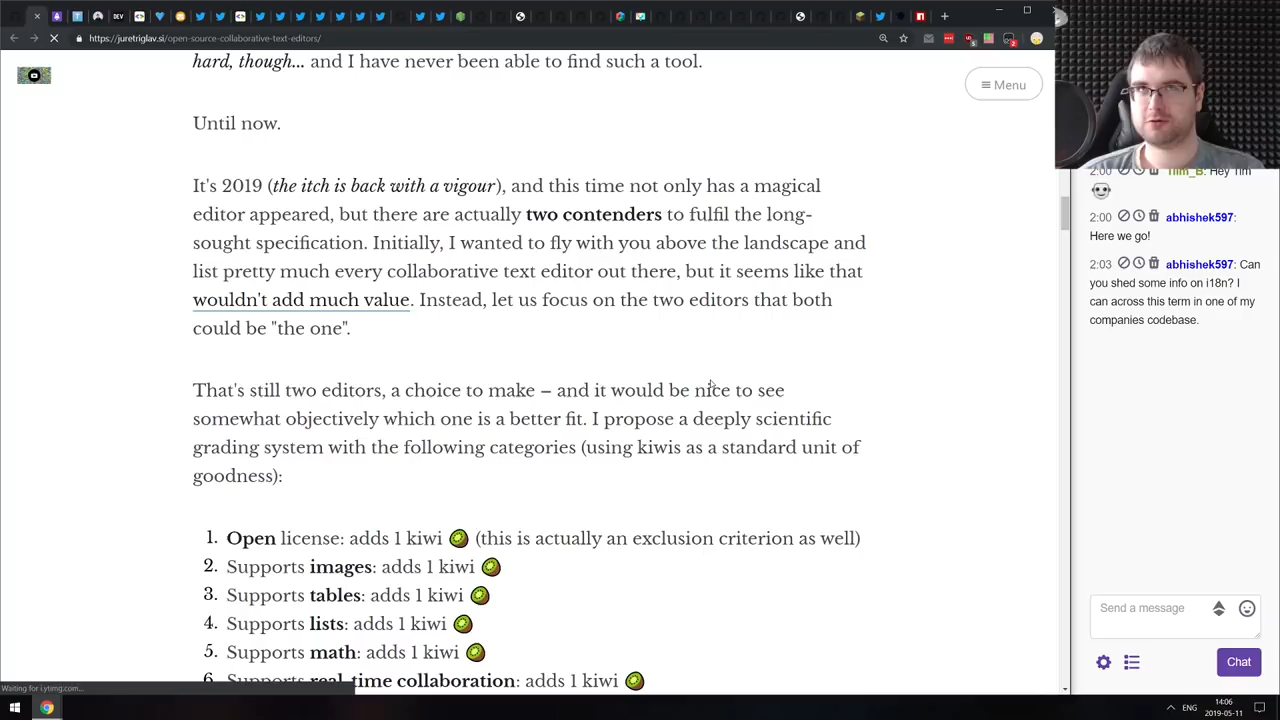 https://juretriglav.si/open-source-collaborative-text-editors/
hard, though... and I have never been able to find such a tool.
Menu
Until now.
It's 2019 (the itch is back with a vigour), and this time not only has a magical
editor appeared, but there are actually two contenders to fulfil the long-
sought specification. Initially, I wanted to fly with you above the landscape and
list pretty much every collaborative text editor out there, but it seems like that
wouldn't add much value. Instead, let us focus on the two editors that both
could be "the one".
That's still two editors, a choice to make – and it would be nice to see
somewhat objectively which one is a better fit. I propose a deeply scientific
grading system with the following categories (using kiwis as a standard unit of
goodness):
1. Open license: adds 1 kiwi (this is actually an exclusion criterion as well)
2. Supports images: adds 1 kiwi
3. Supports tables: adds 1 kiwi
4. Supports lists: adds 1 kiwi
5. Supports math: adds 1 kiwi
6. Supports real-time collaboration: adds 1 kiwi
Waiting for i.ytimg.com...
2:00 Tiim_B: Hey Tim
2:00 abhishek597:
Here we go!
2:03 abhishek597: Can
you shed some info on i18n? I
can across this term in one of my
companies codebase.
Send a message
Chat
ENG
14:06
2019-05-11